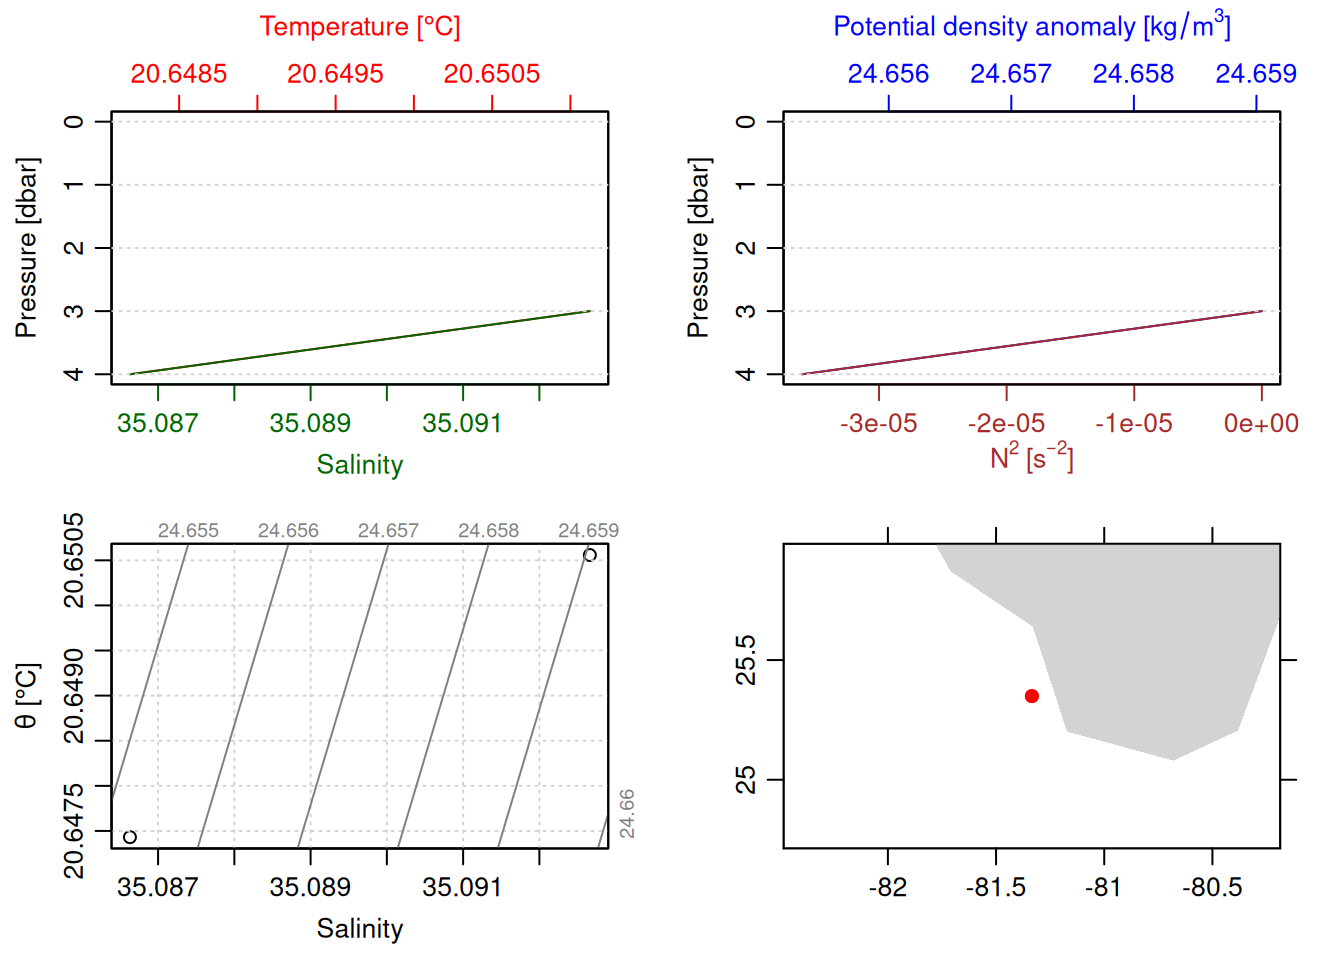 Temperature [°C]
20.6485 20.6495 20.6505
Pressure [dbar]
0
1
2
3
4
35.087 35.089 35.091
Salinity
Potential density anomaly [kg/m³]
24.656 24.657 24.658 24.659
Pressure [dbar]
0
1
2
3
4
-3e-05 -2e-05 -1e-05 0e+00
N² [s⁻²]
24.655 24.656 24.657 24.658 24.659
θ [°C]
20.6505
20.6490
20.6475
24.66
35.087 35.089 35.091
Salinity
25.5
25
-82 -81.5 -81 -80.5